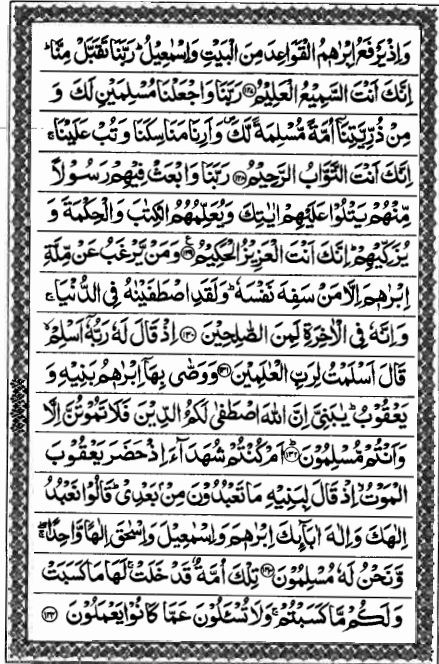 وَاِذْ يَرْفَعُ اِبْرٰهٖمُ الْقَوَاعِدَ مِنَ الْبَيْتِ وَاِسْمٰعِيْلُ ؕ رَبَّنَا تَقَبَّلْ مِنَّا ؕ
اِنَّكَ اَنْتَ السَّمِيْعُ الْعَلِيْمُ ﴿۱۲۷﴾ رَبَّنَا وَاجْعَلْنَا مُسْلِمَيْنِ لَكَ وَ
مِنْ ذُرِّيَّتِنَاۤ اُمَّةً مُّسْلِمَةً لَّكَ ۪ وَاَرِنَا مَنَاسِكَنَا وَتُبْ عَلَيْنَا ۚ
اِنَّكَ اَنْتَ التَّوَّابُ الرَّحِيْمُ ﴿۱۲۸﴾ رَبَّنَا وَابْعَثْ فِيْهِمْ رَسُوْلًا
مِّنْهُمْ يَتْلُوْا عَلَيْهِمْ اٰيٰتِكَ وَيُعَلِّمُهُمُ الْكِتٰبَ وَالْحِكْمَةَ وَ
يُزَكِّيْهِمْ ؕ اِنَّكَ اَنْتَ الْعَزِيْزُ الْحَكِيْمُ ﴿۱۲۹﴾ وَمَنْ يَّرْغَبُ عَنْ مِّلَّةِ
اِبْرٰهٖمَ اِلَّا مَنْ سَفِهَ نَفْسَهٗ ؕ وَلَقَدِ اصْطَفَيْنٰهُ فِى الدُّنْيَا ۚ
وَاِنَّهٗ فِى الْاٰخِرَةِ لَمِنَ الصّٰلِحِيْنَ ﴿۱۳۰﴾ اِذْ قَالَ لَهٗ رَبُّهٗۤ اَسْلِمْ ۙ
قَالَ اَسْلَمْتُ لِرَبِّ الْعٰلَمِيْنَ ﴿۱۳۱﴾ وَوَصّٰى بِهَاۤ اِبْرٰهٖمُ بَنِيْهِ وَ
يَعْقُوْبُ ؕ يٰبَنِىَّ اِنَّ اللّٰهَ اصْطَفٰى لَكُمُ الدِّيْنَ فَلَا تَمُوْتُنَّ اِلَّا
وَاَنْتُمْ مُّسْلِمُوْنَ ﴿۱۳۲﴾ اَمْ كُنْتُمْ شُهَدَآءَ اِذْ حَضَرَ يَعْقُوْبَ
الْمَوْتُ ۙ اِذْ قَالَ لِبَنِيْهِ مَا تَعْبُدُوْنَ مِنْۢ بَعْدِىْ ؕ قَالُوْا نَعْبُدُ
اِلٰهَكَ وَاِلٰهَ اٰبَآئِكَ اِبْرٰهٖمَ وَاِسْمٰعِيْلَ وَاِسْحٰقَ اِلٰهًا وَّاحِدًا ۖۚ
وَّنَحْنُ لَهٗ مُسْلِمُوْنَ ﴿۱۳۳﴾ تِلْكَ اُمَّةٌ قَدْ خَلَتْ ۚ لَهَا مَا كَسَبَتْ
وَلَكُمْ مَّا كَسَبْتُمْ ۚ وَلَا تُسْئَلُوْنَ عَمَّا كَانُوْا يَعْمَلُوْنَ ﴿۱۳۴﴾